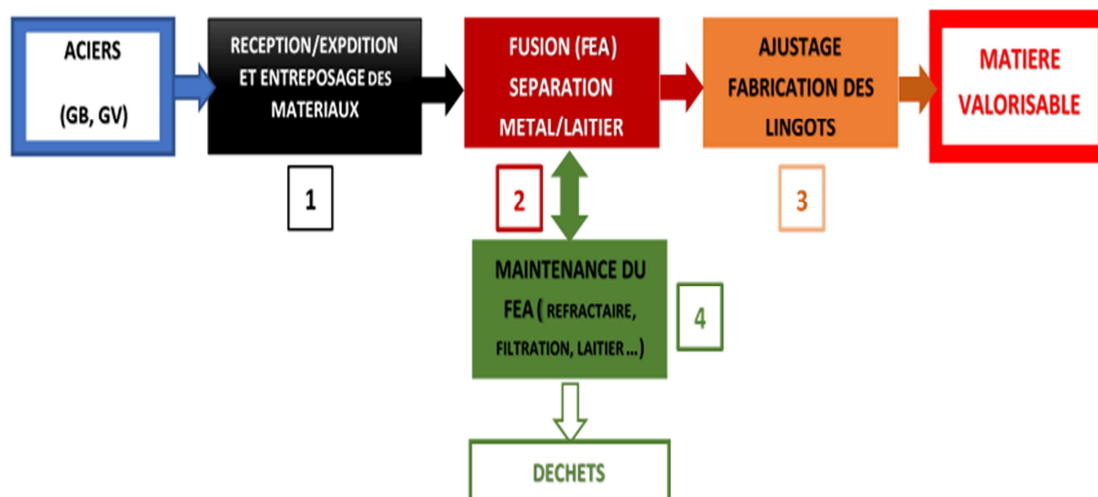 ACIERS
(GB, GV)
RECEPTION/EXPDITION
ET ENTREPOSAGE DES
MATERIAUX
FUSION (FEA)
SEPARATION
METAL/LAITIER
AJUSTAGE
FABRICATION DES
LINGOTS
MATIERE
VALORISABLE
1
2
3
MAINTENANCE DU
FEA ( REFRACTAIRE,
FILTRATION, LAITIER ...)
4
DECHETS